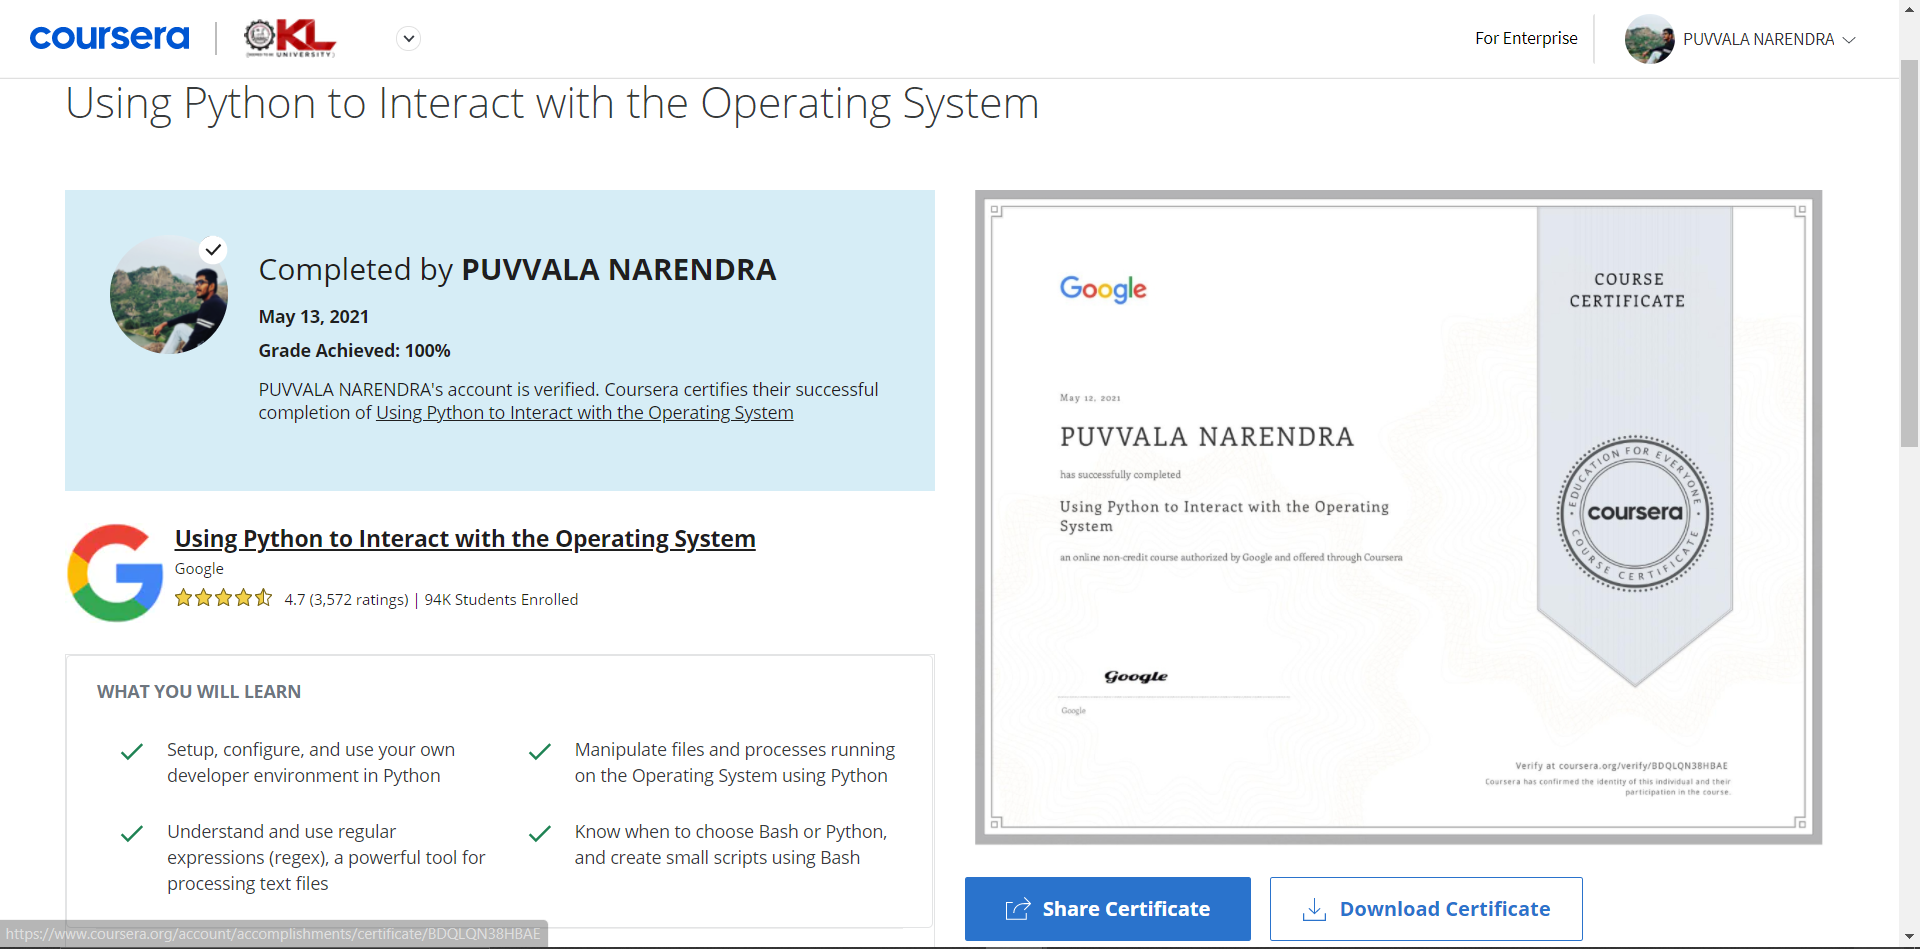 coursera
KL
UNIVERSITY
For Enterprise
PUVVALA NARENDRA
Using Python to Interact with the Operating System
Completed by PUVVALA NARENDRA
May 13, 2021
Grade Achieved: 100%
PUVVALA NARENDRA's account is verified. Coursera certifies their successful
completion of Using Python to Interact with the Operating System
Using Python to Interact with the Operating System
Google
4.7 (3,572 ratings) | 94K Students Enrolled
WHAT YOU WILL LEARN
Setup, configure, and use your own
developer environment in Python
Manipulate files and processes running
on the Operating System using Python
Understand and use regular
expressions (regex), a powerful tool for
processing text files
Know when to choose Bash or Python,
and create small scripts using Bash
https://www.coursera.org/account/accomplishments/certificate/BDQLQN38HBAE
Google
COURSE
CERTIFICATE
May 12, 2021
PUVVALA NARENDRA
has successfully completed
Using Python to Interact with the Operating
System
an online non-credit course authorized by Google and offered through Coursera
EDUCATION FOR EVERYONE
coursera
COURSE CERTIFICATE
Google
Google
Verify at coursera.org/verify/BDQLQN38HBAE
Coursera has confirmed the identity of this individual and their
participation in the course.
Share Certificate
Download Certificate